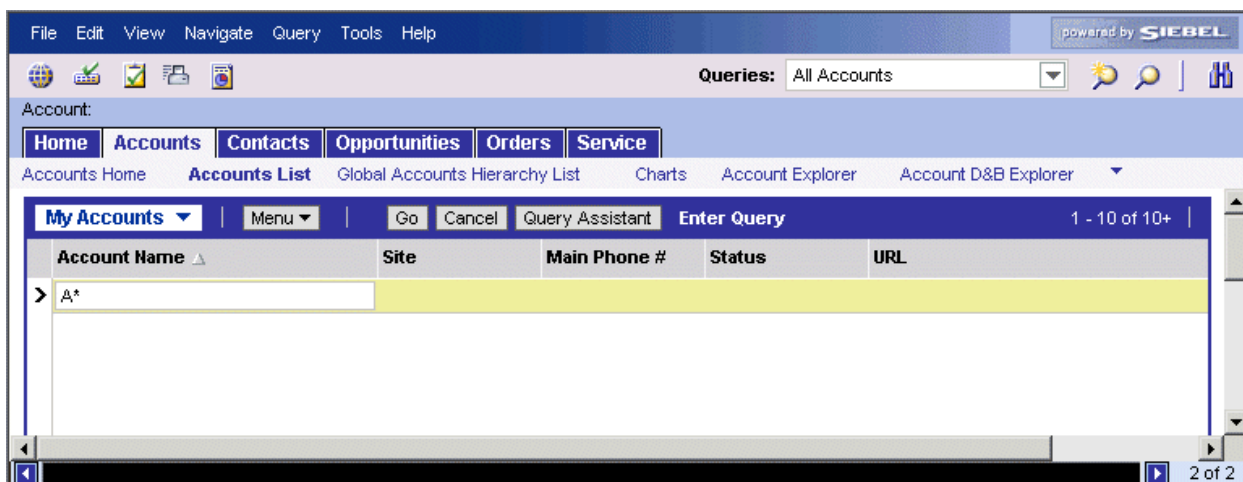 File Edit View Navigate Query Tools Help powered by SIEBEL
Queries: All Accounts
Account:
Home Accounts Contacts Opportunities Orders Service
Accounts Home Accounts List Global Accounts Hierarchy List Charts Account Explorer Account D&B Explorer
My Accounts Menu Go Cancel Query Assistant Enter Query 1 - 10 of 10+
Account Name Site Main Phone # Status URL
A*
2 of 2